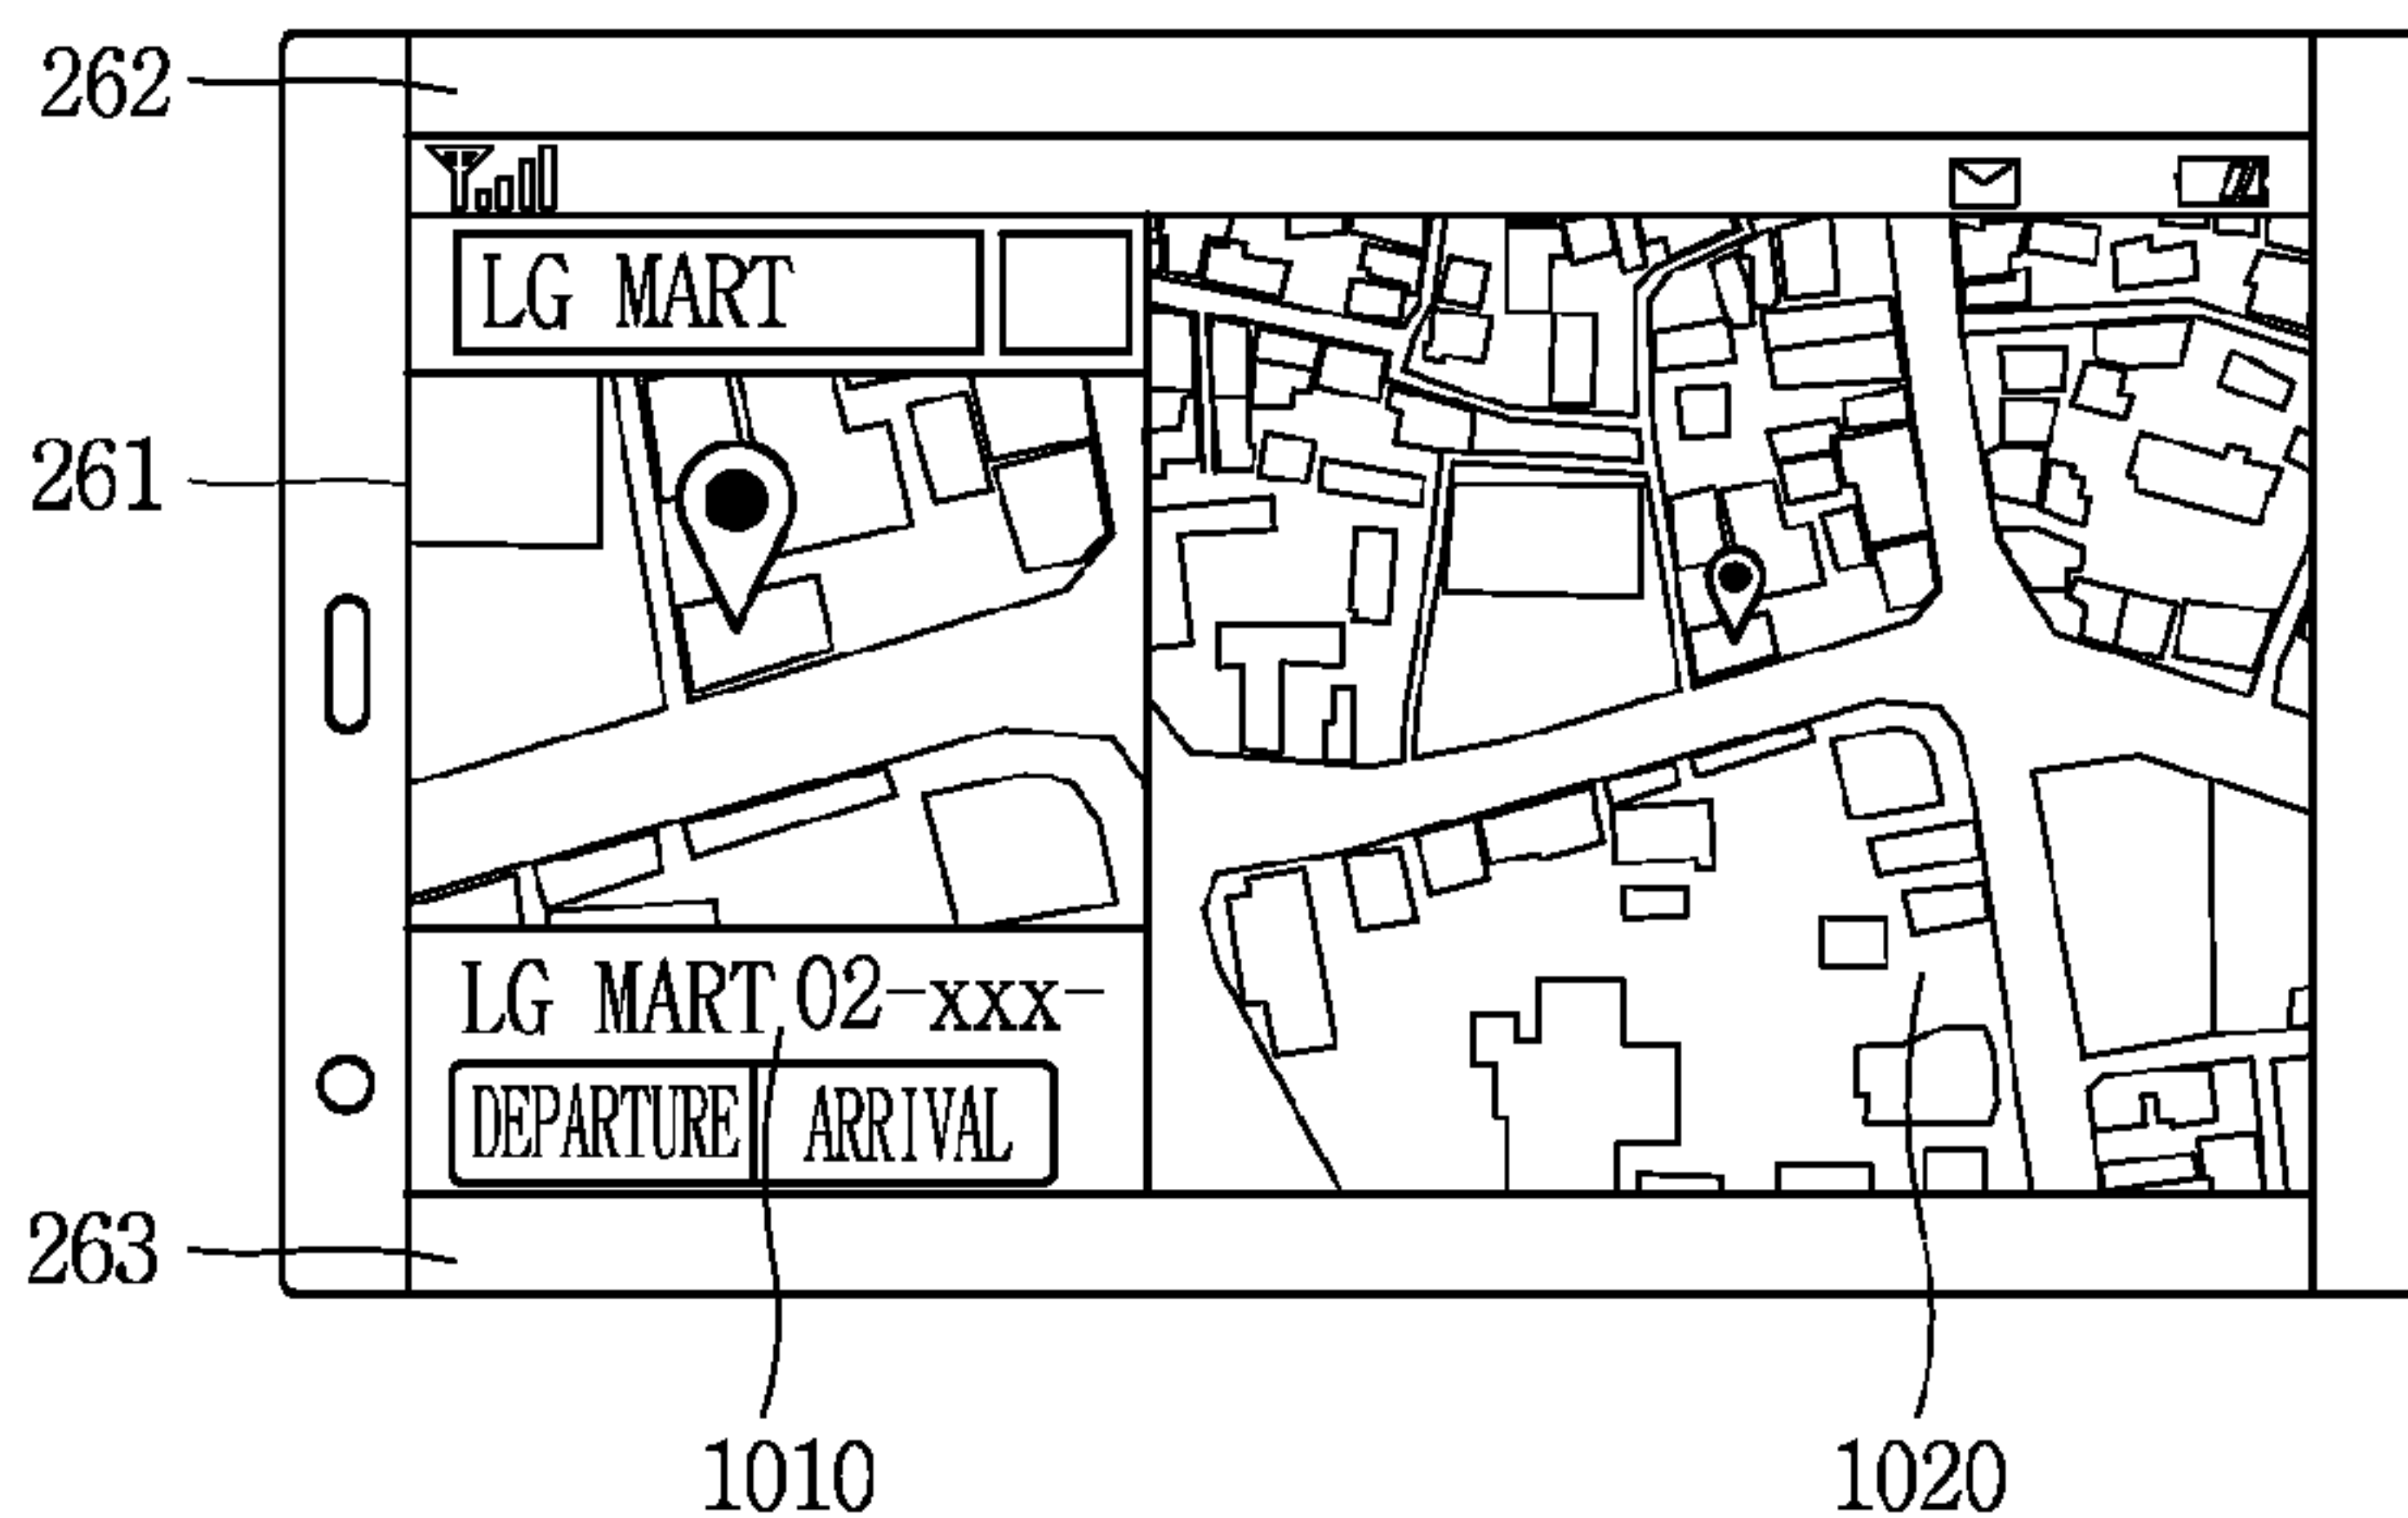 262
LG MART
261
LG MART 02-xxx-
DEPARTURE ARRIVAL
263
1010 1020